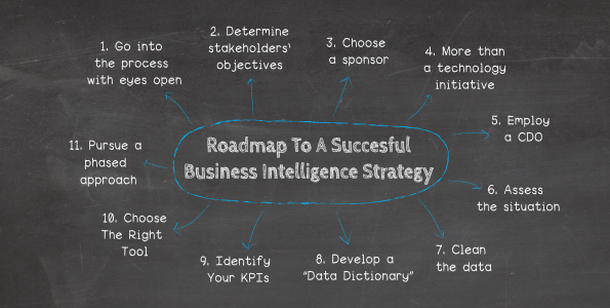 Roadmap To A Succesful
Business Intelligence Strategy
1. Go into
the process
with eyes open
2. Determine
stakeholders'
objectives
3. Choose
a sponsor
4. More than
a technology
initiative
5. Employ
a CDO
6. Assess
the situation
7. Clean
the data
8. Develop a
"Data Dictionary"
9. Identify
Your KPIs
10. Choose
The Right
Tool
11. Pursue a
phased
approach